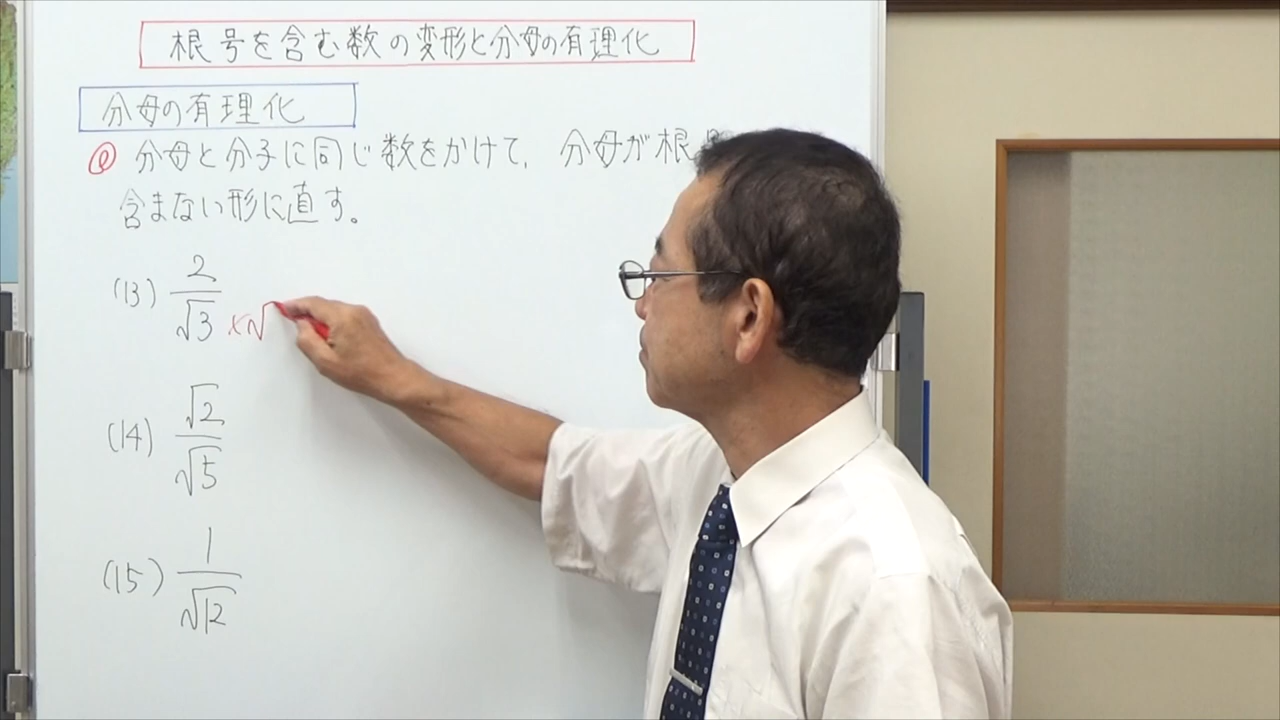 根号を含む数の変形と分母の有理化
分母の有理化
分母と分子に同じ数をかけて、分母が根
含まない形に直す。
(13) 2/√3 ×√
(14) √2/√5
(15) 1/√12